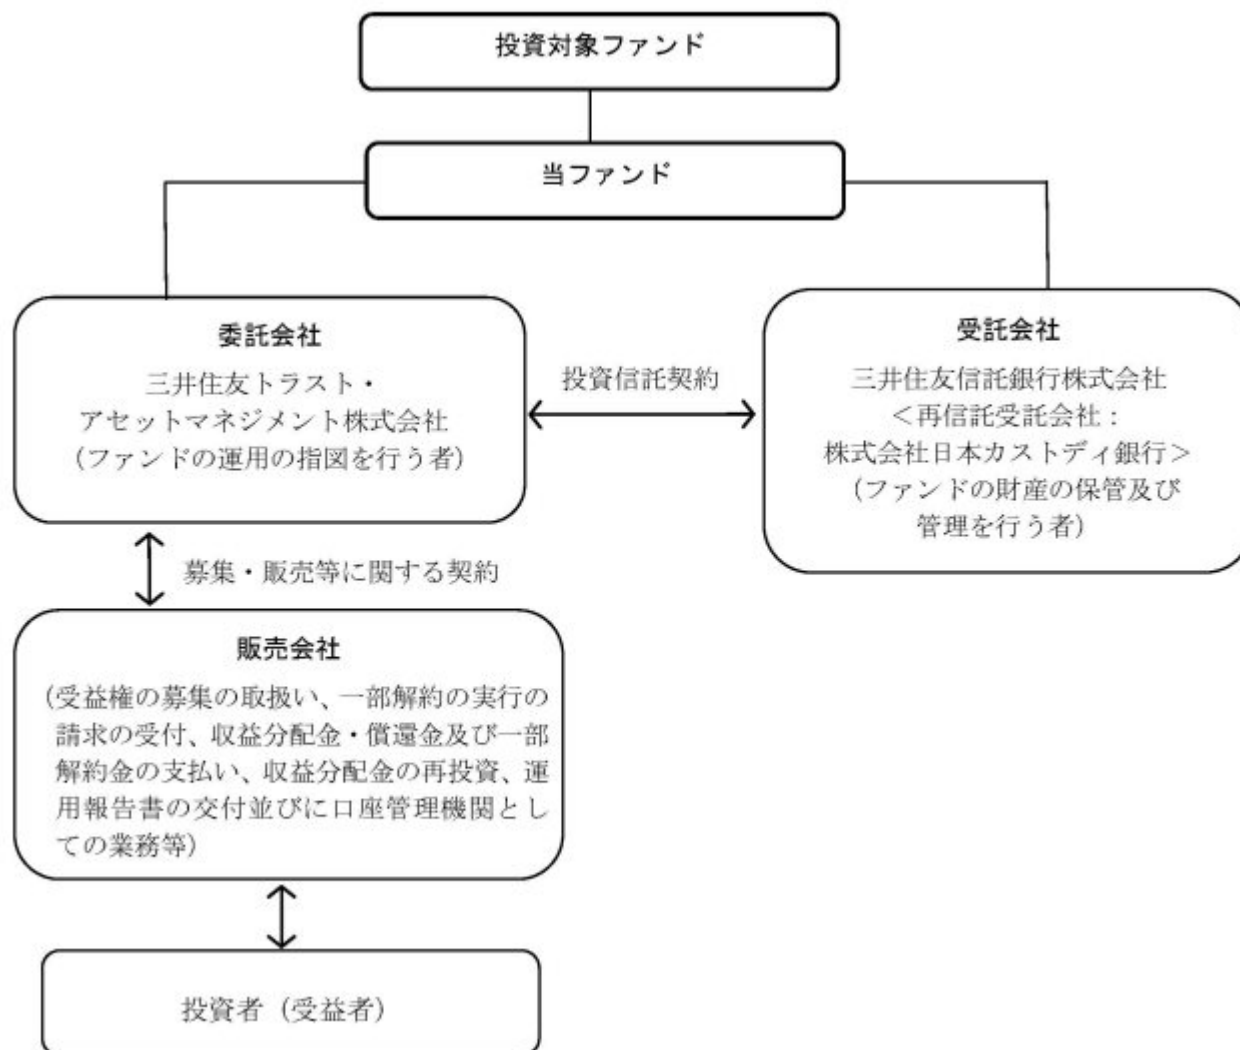 投資対象ファンド
当ファンド
委託会社
三井住友トラスト・
アセットマネジメント株式会社
（ファンドの運用の指図を行う者）
投資信託契約
受託会社
三井住友信託銀行株式会社
＜再信託受託会社：
株式会社日本カストディ銀行＞
（ファンドの財産の保管及び
管理を行う者）
募集・販売等に関する契約
販売会社
（受益権の募集の取扱い、一部解約の実行の
請求の受付、収益分配金・償還金及び一部
解約金の支払い、収益分配金の再投資、運
用報告書の交付並びに口座管理機関とし
ての業務等）
投資者（受益者）